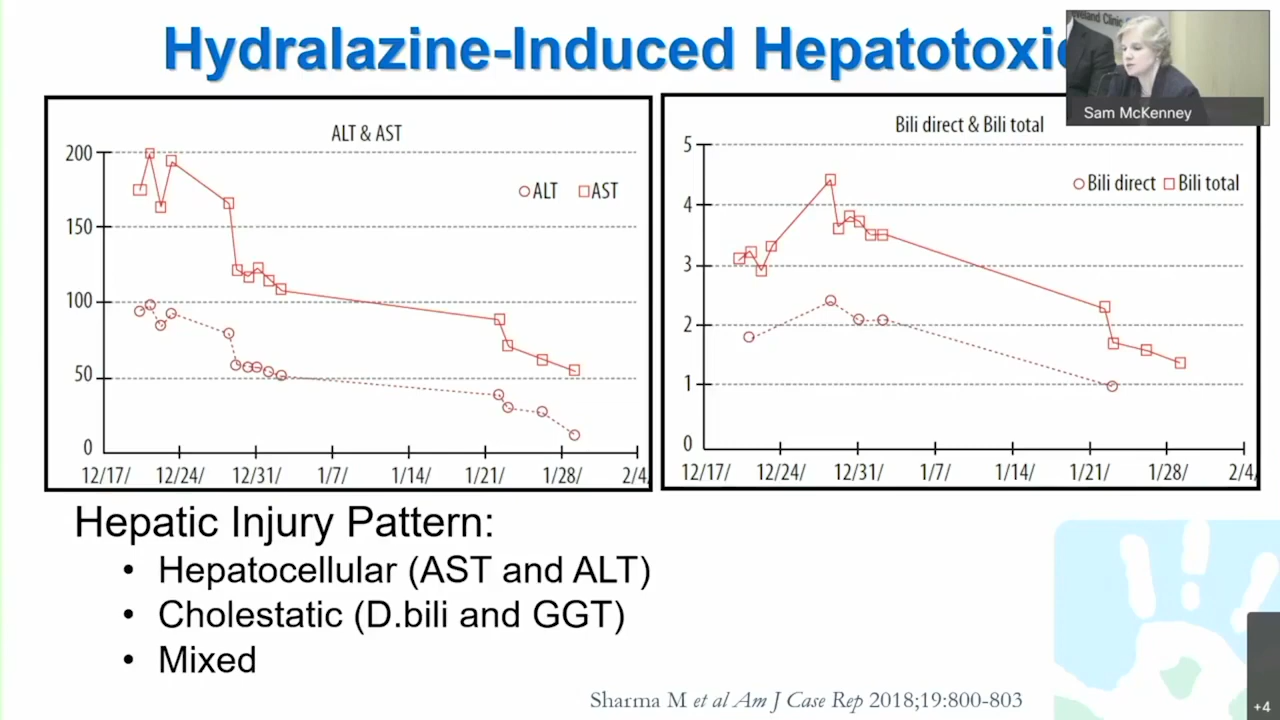 Hydralazine-Induced Hepatotoxic
Sam McKenney
ALT & AST
200
150
100
50
0
ALT AST
12/17/ 12/24/ 12/31/ 1/7/ 1/14/ 1/21/ 1/28/ 2/4/
Bili direct & Bili total
5
4
3
2
1
0
Bili direct Bili total
12/17/ 12/24/ 12/31/ 1/7/ 1/14/ 1/21/ 1/28/ 2/4/
Hepatic Injury Pattern:
• Hepatocellular (AST and ALT)
• Cholestatic (D.bili and GGT)
• Mixed
Sharma M et al Am J Case Rep 2018;19:800-803
+4